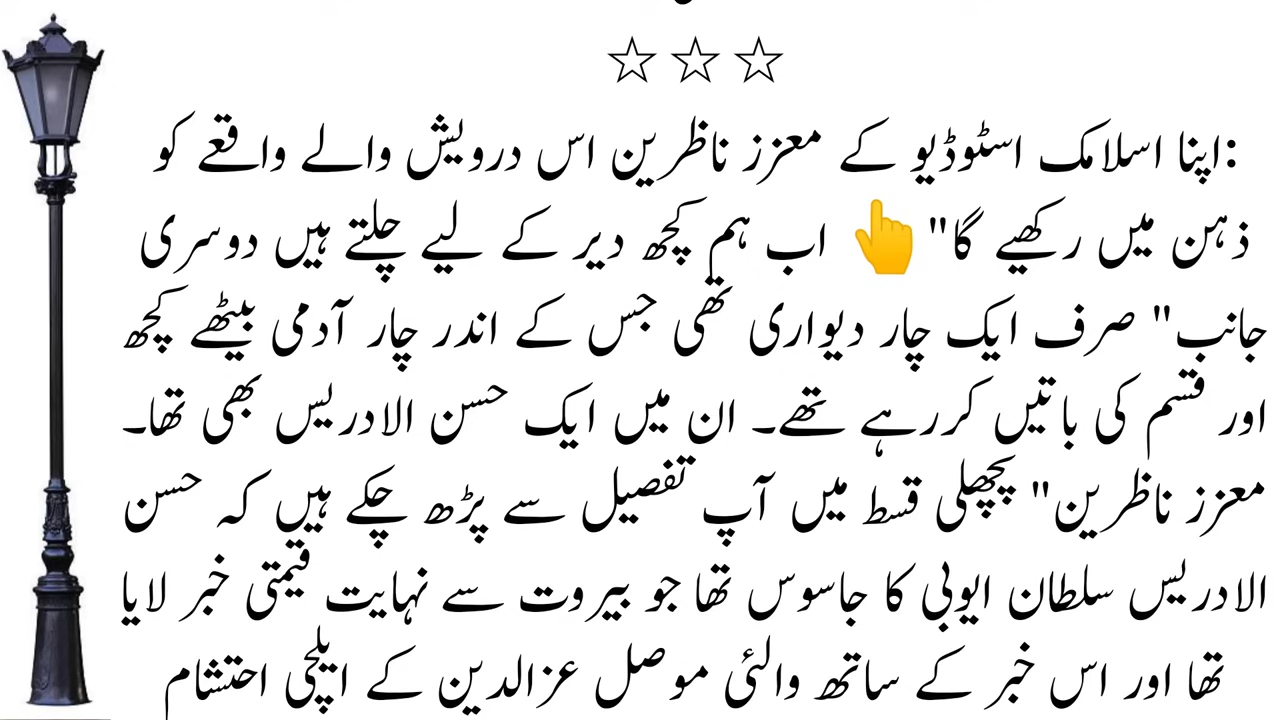 ☆☆☆
:اپنا اسلامک اسٹوڈیو کے معزز ناظرین اس درویش والے واقعے کو
ذہن میں رکھیے گا" 👆 اب ہم کچھ دیر کے لیے چلتے ہیں دوسری
جانب" صرف ایک چار دیواری تھی جس کے اندر چار آدمی بیٹھے کچھ
اور قسم کی باتیں کررہے تھے۔ ان میں ایک حسن الادریس بھی تھا۔
معزز ناظرین" پچھلی قسط میں آپ تفصیل سے پڑھ چکے ہیں کہ حسن
الادریس سلطان ایوبی کا جاسوس تھا جو بیروت سے نہایت قیمتی خبر لایا
تھا اور اس خبر کے ساتھ والئی موصل عزالدین کے ایلچی احتشام